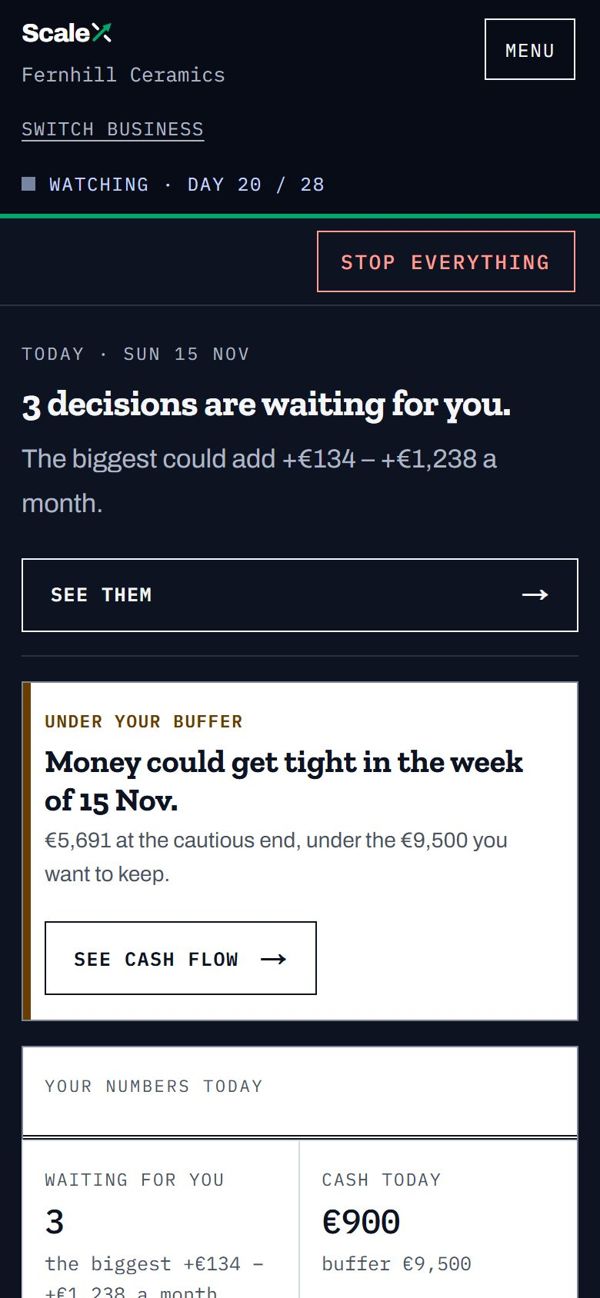 ScaleX
MENU
Fernhill Ceramics
SWITCH BUSINESS
WATCHING · DAY 20 / 28
STOP EVERYTHING
TODAY · SUN 15 NOV
3 decisions are waiting for you.
The biggest could add +€134 – +€1,238 a
month.
SEE THEM →
UNDER YOUR BUFFER
Money could get tight in the week
of 15 Nov.
€5,691 at the cautious end, under the €9,500 you
want to keep.
SEE CASH FLOW →
YOUR NUMBERS TODAY
WAITING FOR YOU
3
the biggest +€134 –
+€1,238 a month
CASH TODAY
€900
buffer €9,500